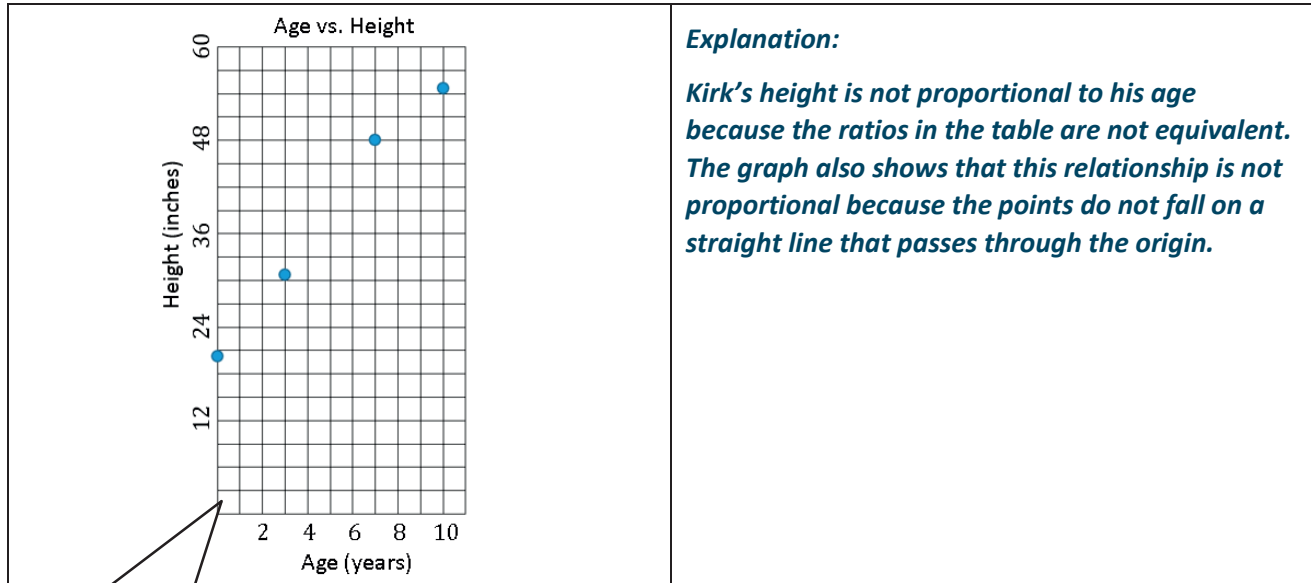 Age vs. Height
60
48
36
24
12
Height (inches)
2 4 6 8 10
Age (years)
Explanation:
Kirk's height is not proportional to his age
because the ratios in the table are not equivalent.
The graph also shows that this relationship is not
proportional because the points do not fall on a
straight line that passes through the origin.